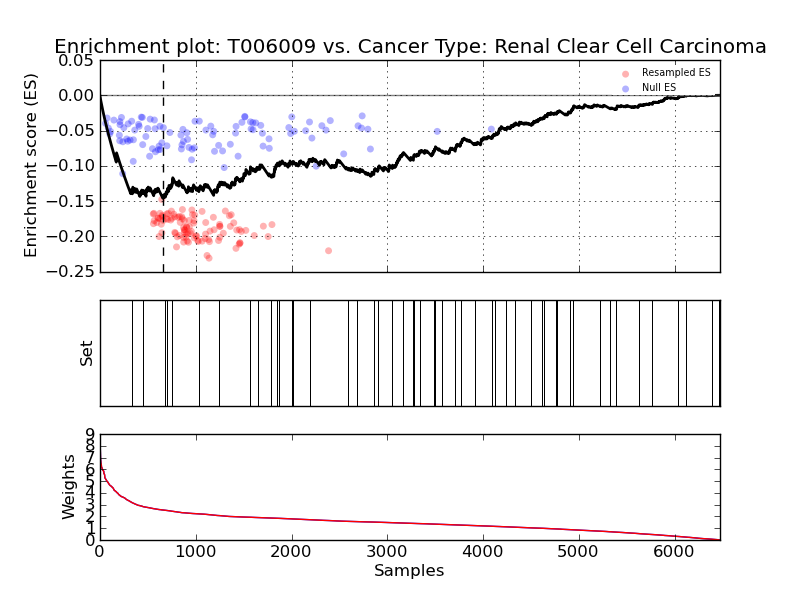 Enrichment plot: T006009 vs. Cancer Type: Renal Clear Cell Carcinoma
Enrichment score (ES)
0.05
0.00
−0.05
−0.10
−0.15
−0.20
−0.25
Resampled ES
Null ES
Set
Weights
9
8
7
6
5
4
3
2
1
0
0 1000 2000 3000 4000 5000 6000
Samples